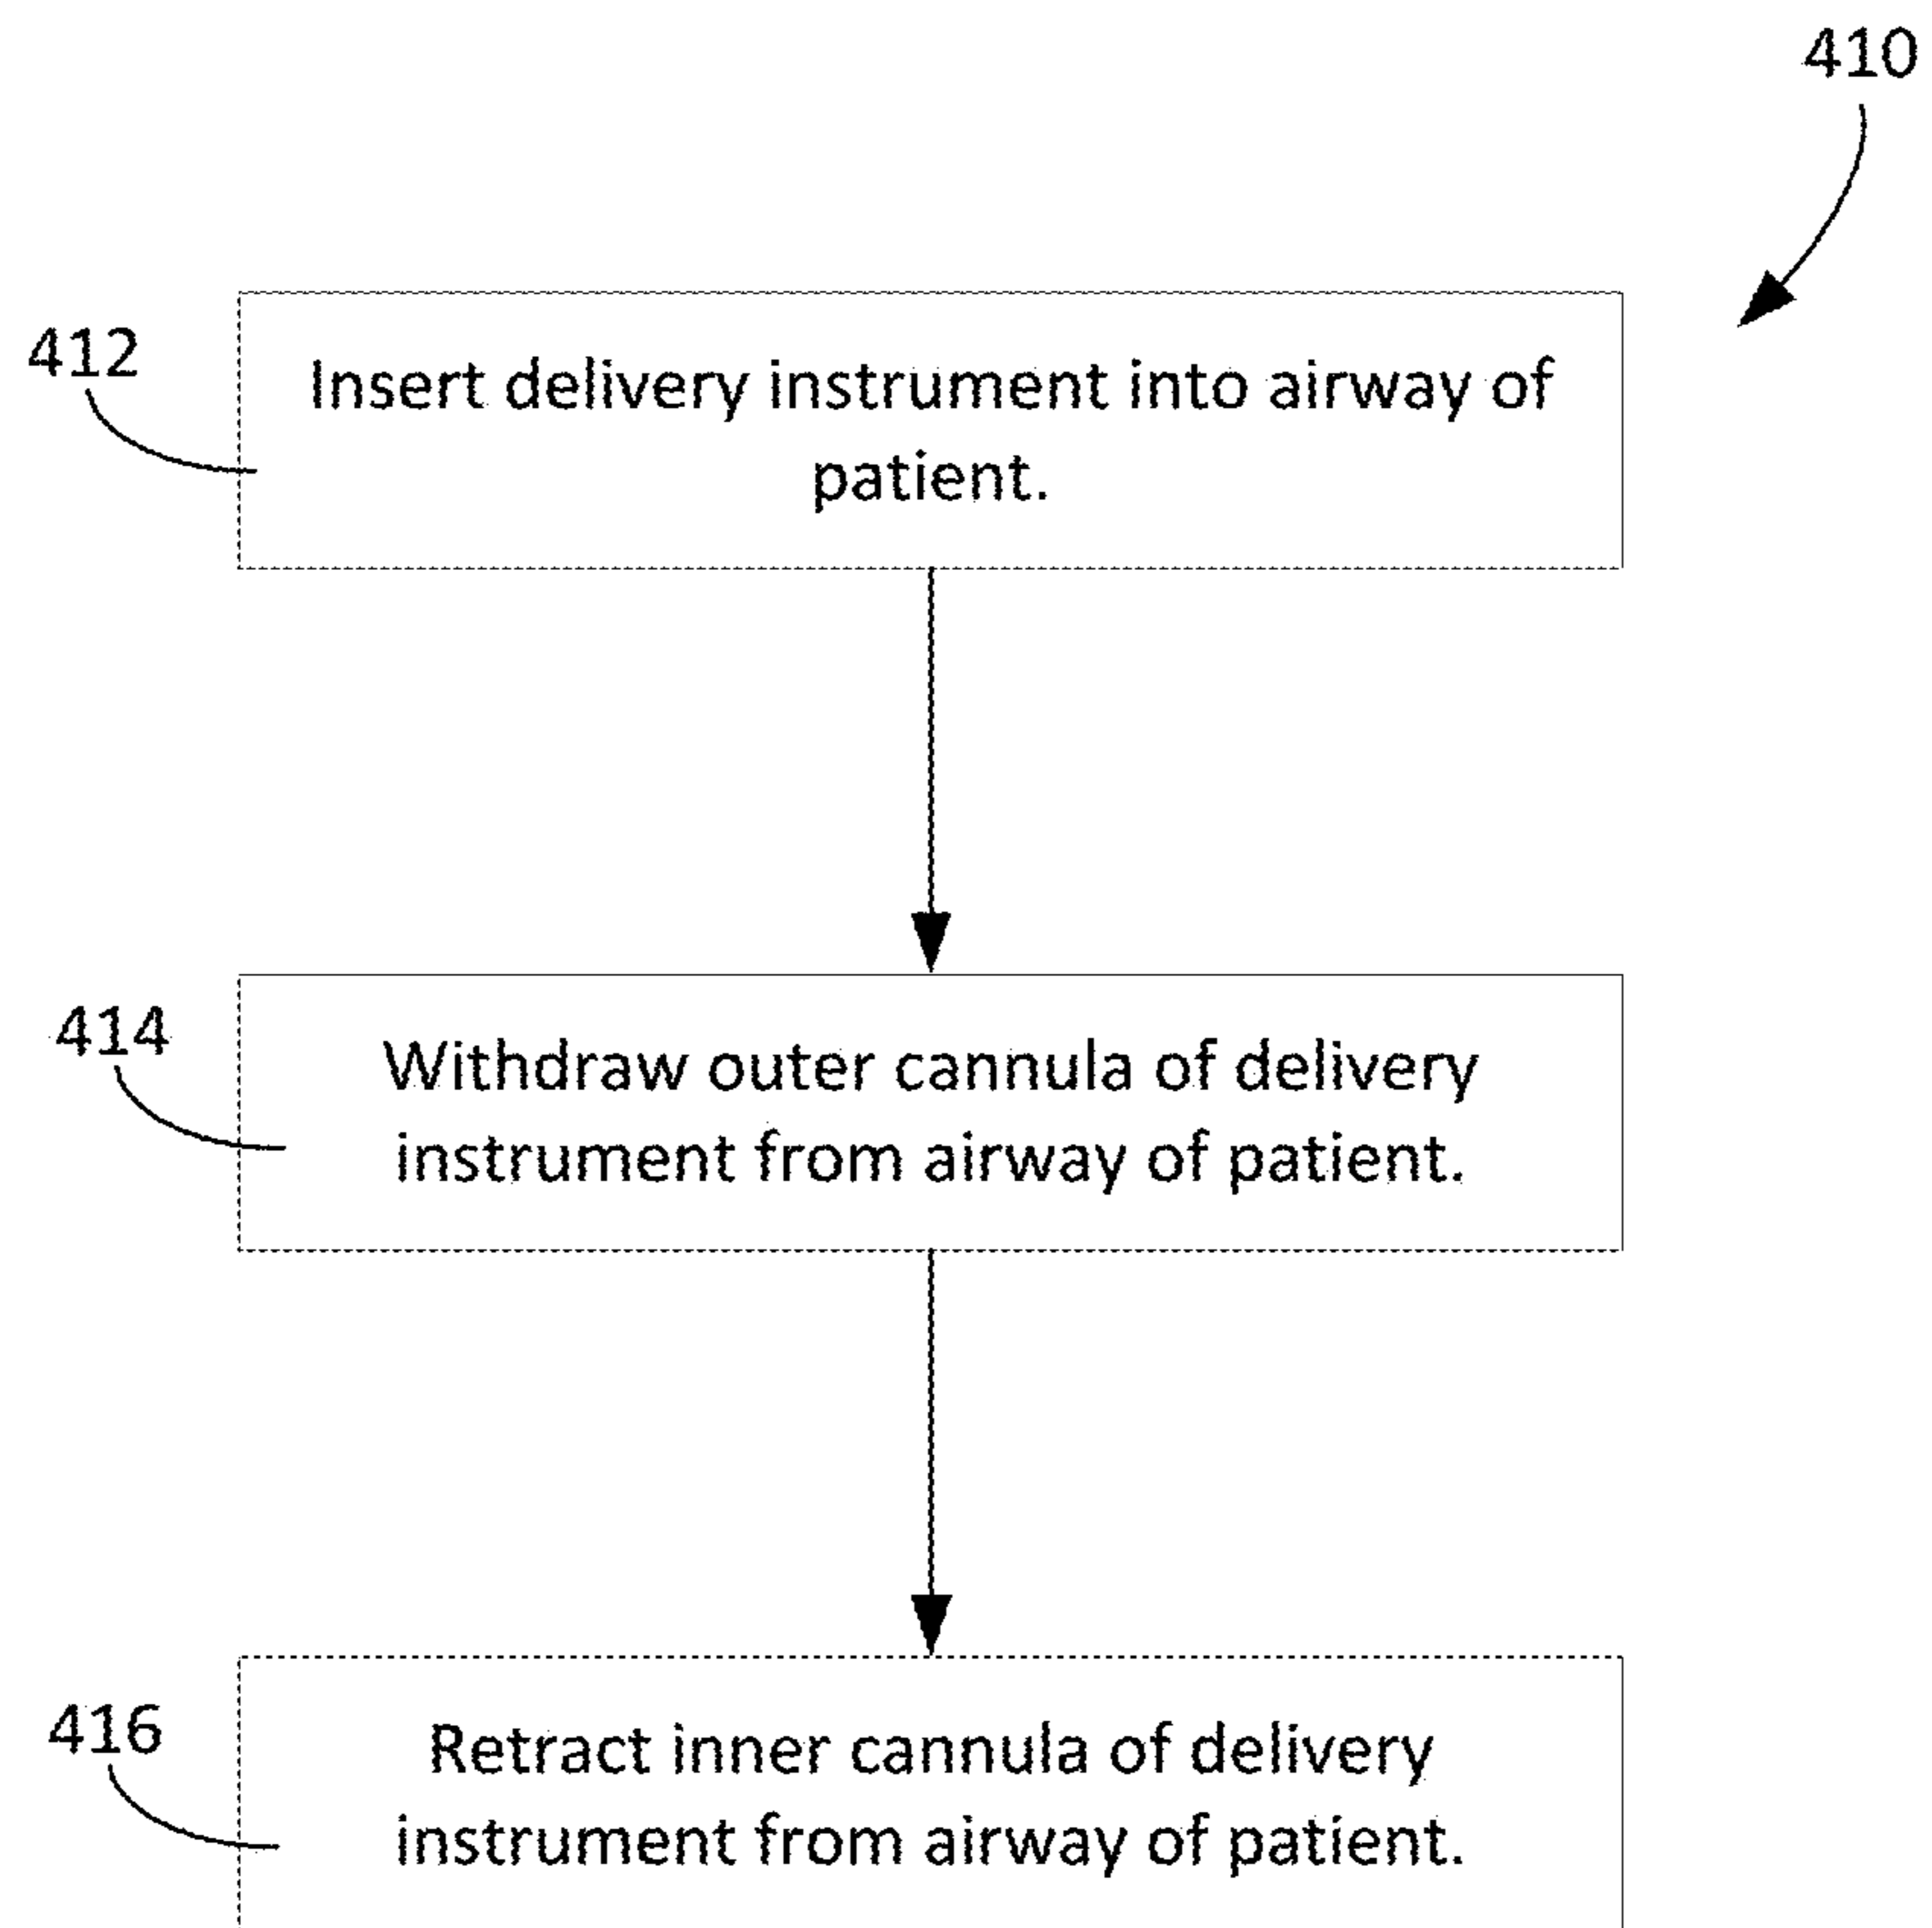 410
412
Insert delivery instrument into airway of
patient.
414
Withdraw outer cannula of delivery
instrument from airway of patient.
416
Retract inner cannula of delivery
instrument from airway of patient.